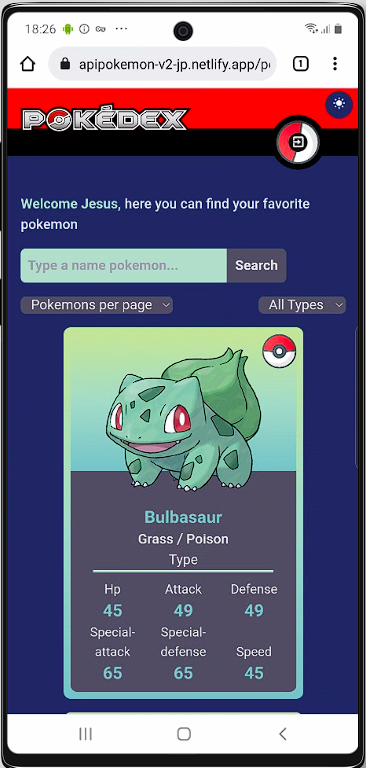 18:26
apipokemon-v2-jp.netlify.app/p
1
POKÉDEX
Welcome Jesus, here you can find your favorite
pokemon
Type a name pokemon...
Search
Pokemons per page
All Types
Bulbasaur
Grass / Poison
Type
Hp
Attack
Defense
45
49
49
Special-
attack
Special-
defense
Speed
65
65
45